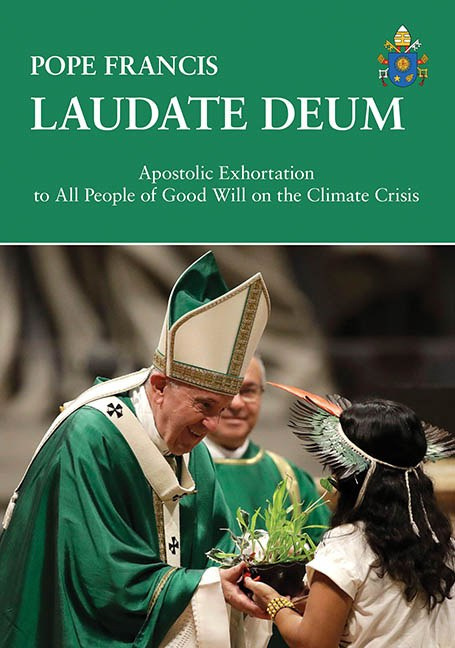 POPE FRANCIS
LAUDATE DEUM
Apostolic Exhortation
to All People of Good Will on the Climate Crisis